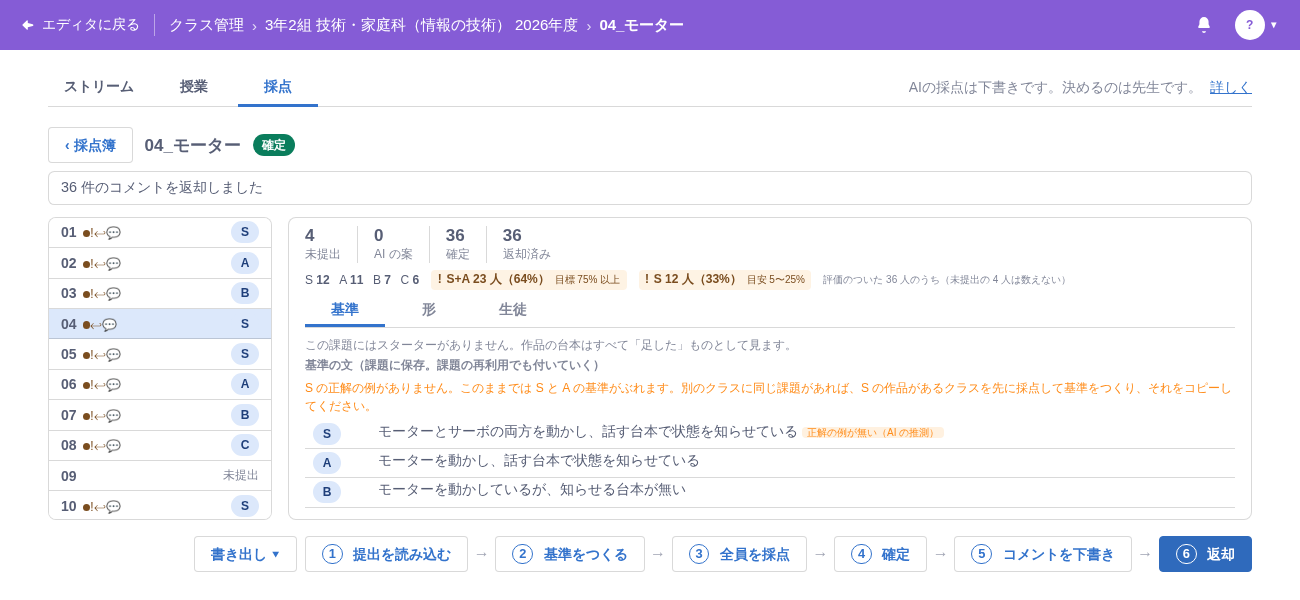 エディタに戻る クラス管理 › 3年2組 技術・家庭科（情報の技術） 2026年度 › 04_モーター ? ▾
ストリーム 授業 採点 AIの採点は下書きです。決めるのは先生です。 詳しく
‹ 採点簿 04_モーター 確定
36 件のコメントを返却しました
01 ! S
02 ! A
03 ! B
04 S
05 ! S
06 ! A
07 ! B
08 ! C
09 未提出
10 ! S
4 0 36 36
未提出 AI の案 確定 返却済み
S 12 A 11 B 7 C 6 ! S+A 23 人（64%） 目標 75% 以上 ! S 12 人（33%） 目安 5〜25% 評価のついた 36 人のうち（未提出の 4 人は数えない）
基準 形 生徒
この課題にはスターターがありません。作品の台本はすべて「足した」ものとして見ます。
基準の文（課題に保存。課題の再利用でも付いていく）
S の正解の例がありません。このままでは S と A の基準がぶれます。別のクラスに同じ課題があれば、S の作品があるクラスを先に採点して基準をつくり、それをコピーし
てください。
S モーターとサーボの両方を動かし、話す台本で状態を知らせている 正解の例が無い（AI の推測）
A モーターを動かし、話す台本で状態を知らせている
B モーターを動かしているが、知らせる台本が無い
書き出し ▾ 1 提出を読み込む → 2 基準をつくる → 3 全員を採点 → 4 確定 → 5 コメントを下書き → 6 返却